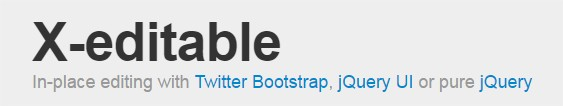 X-editable
In-place editing with Twitter Bootstrap, jQuery UI or pure jQuery